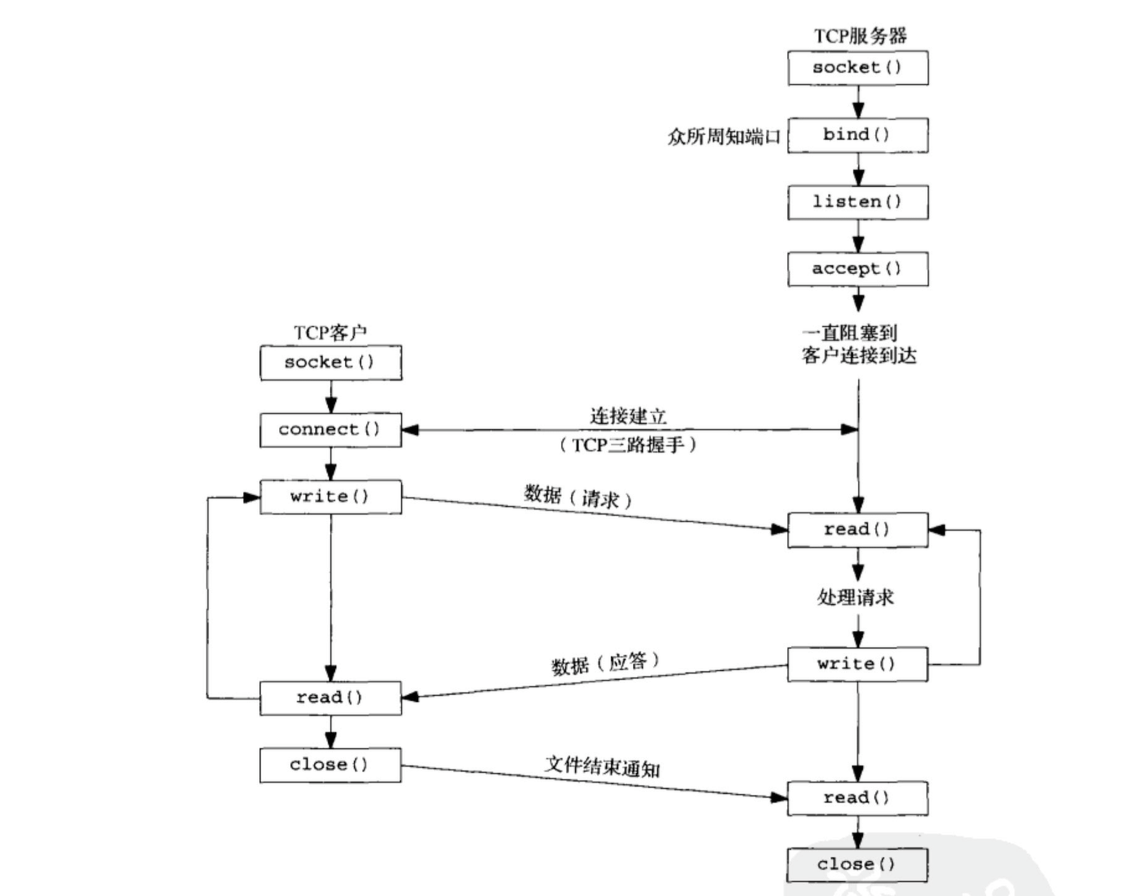 TCP服务器
socket()
众所周知端口
bind()
listen()
accept()
一直阻塞到
客户连接到达
TCP客户
socket()
connect()
连接建立
（TCP三路握手）
write()
数据（请求）
read()
处理请求
数据（应答）
write()
read()
close()
文件结束通知
read()
close()